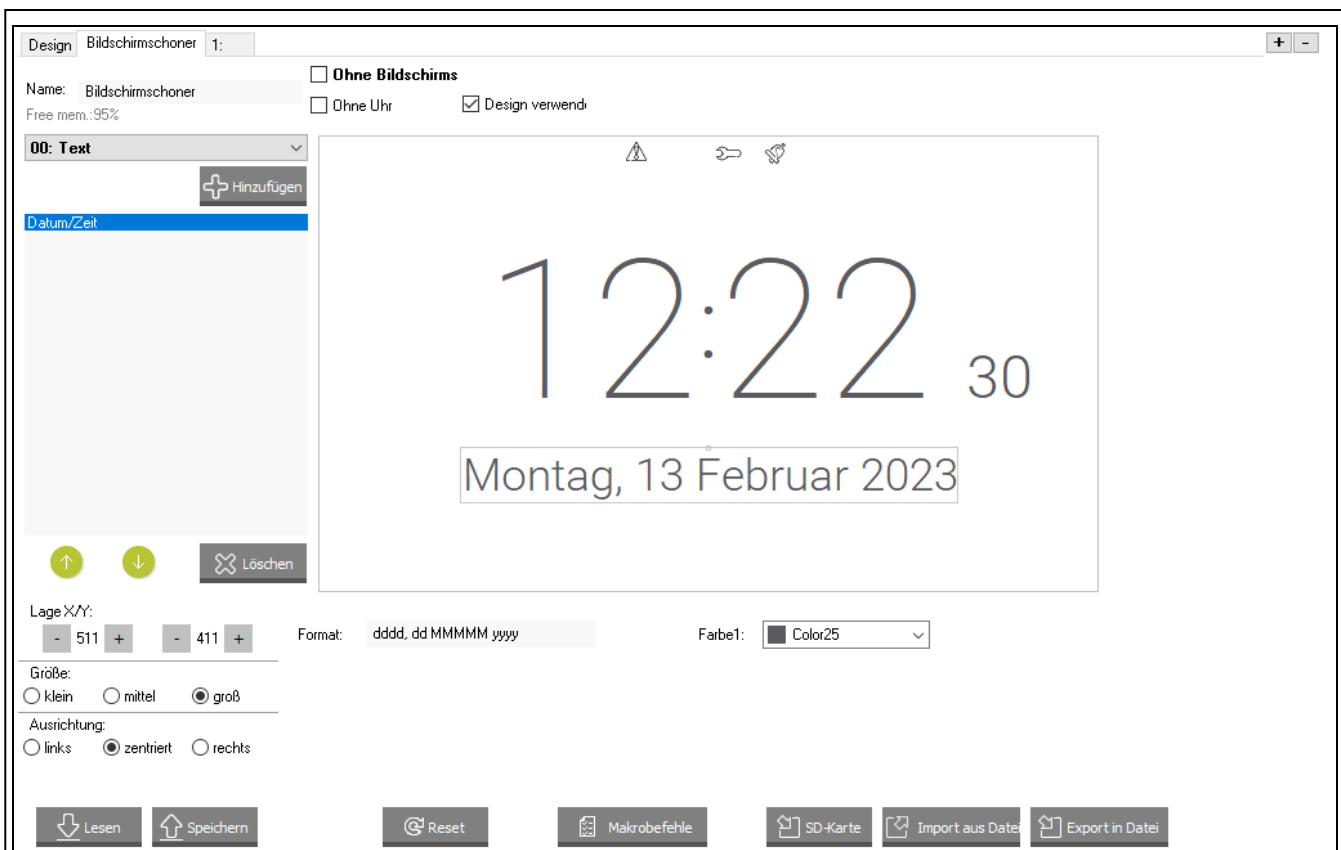 Design Bildschirmschoner 1: + -
Ohne Bildschirms
Name: Bildschirmschoner
Ohne Uhr Design verwend
Free mem.:95%
00: Text
Hinzufügen
Datum/Zeit
12:22 30
Montag, 13 Februar 2023
Löschen
Lage X/Y:
- 511 + - 411 + Format: dddd, dd MMMMM yyyy Farbe1: Color25
Größe:
klein mittel groß
Ausrichtung:
links zentriert rechts
Lesen Speichern Reset Makrobefehle SD-Karte Import aus Datei Export in Datei